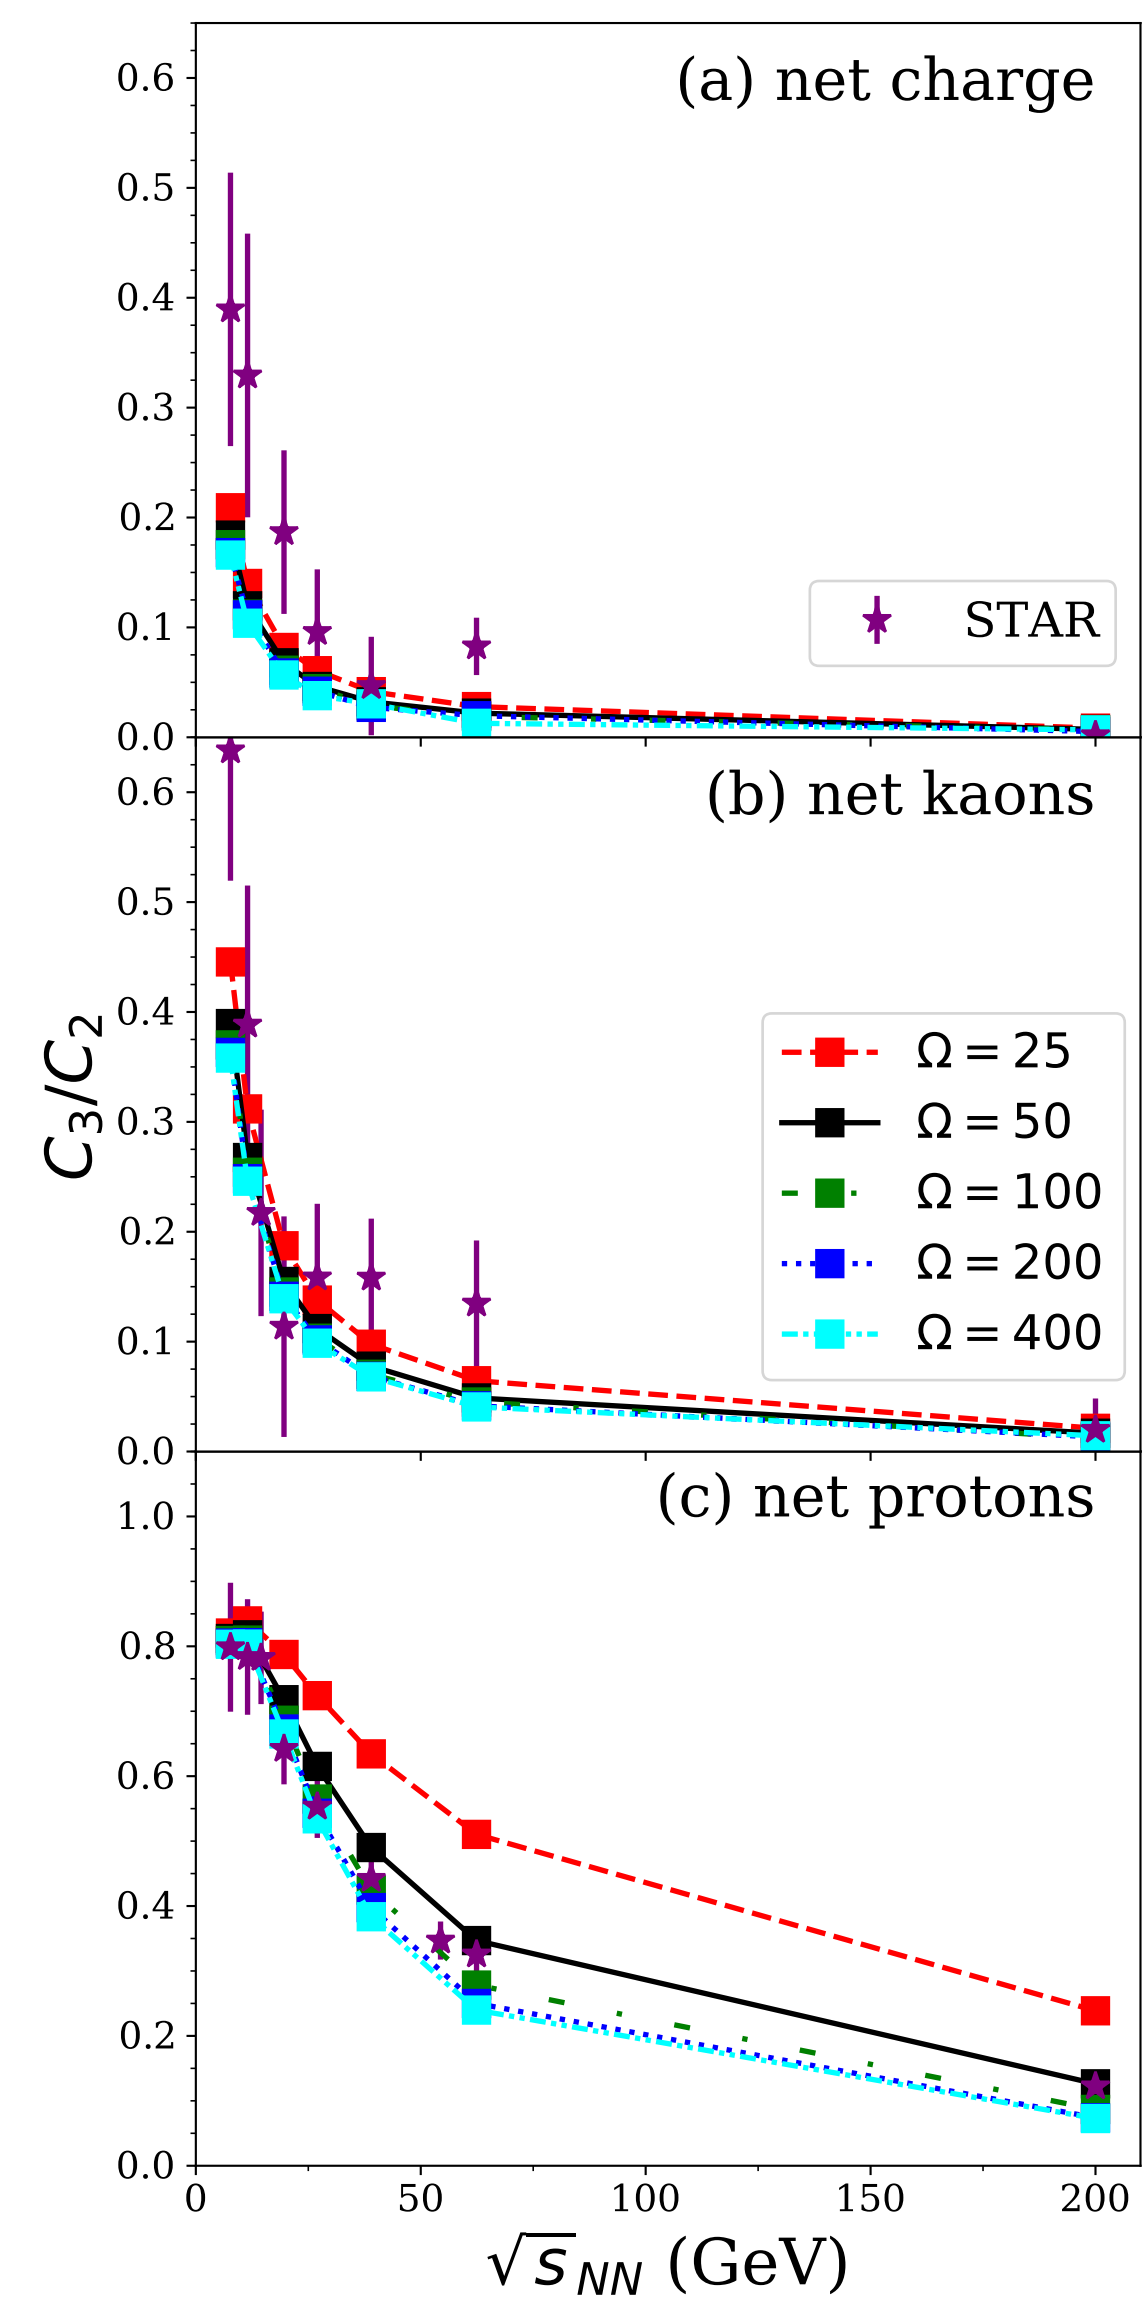 (a) net charge
0.6
0.5
0.4
0.3
0.2
0.1
0.0
STAR
(b) net kaons
0.6
0.5
0.4
0.3
0.2
0.1
0.0
C₃/C₂
Ω = 25
Ω = 50
Ω = 100
Ω = 200
Ω = 400
(c) net protons
1.0
0.8
0.6
0.4
0.2
0.0
0 50 100 150 200
√s_NN (GeV)